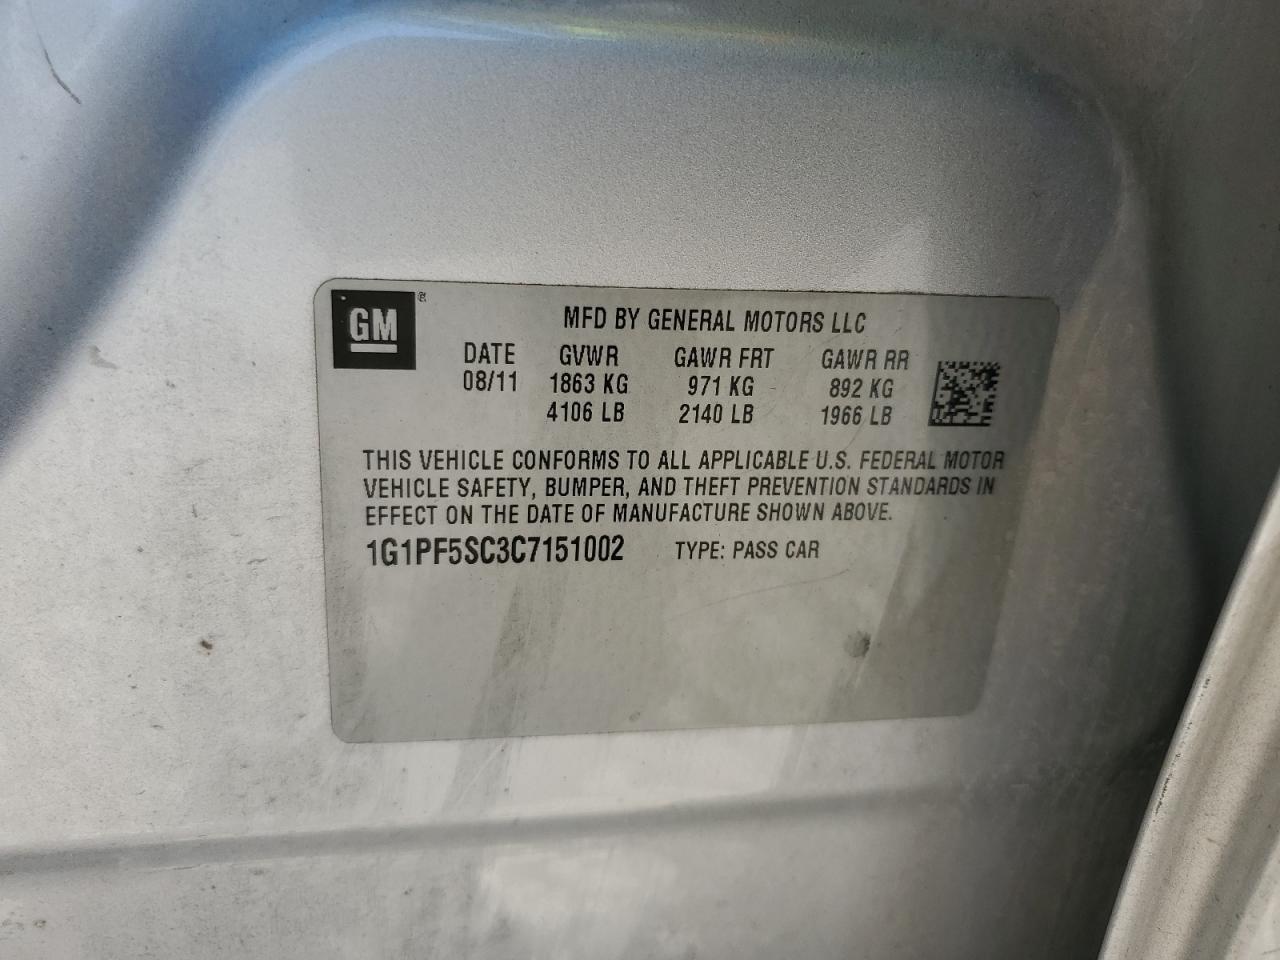 GM®
MFD BY GENERAL MOTORS LLC
DATE GVWR GAWR FRT GAWR RR
08/11 1863 KG 971 KG 892 KG
4106 LB 2140 LB 1966 LB
THIS VEHICLE CONFORMS TO ALL APPLICABLE U.S. FEDERAL MOTOR
VEHICLE SAFETY, BUMPER, AND THEFT PREVENTION STANDARDS IN
EFFECT ON THE DATE OF MANUFACTURE SHOWN ABOVE.
1G1PF5SC3C7151002 TYPE: PASS CAR